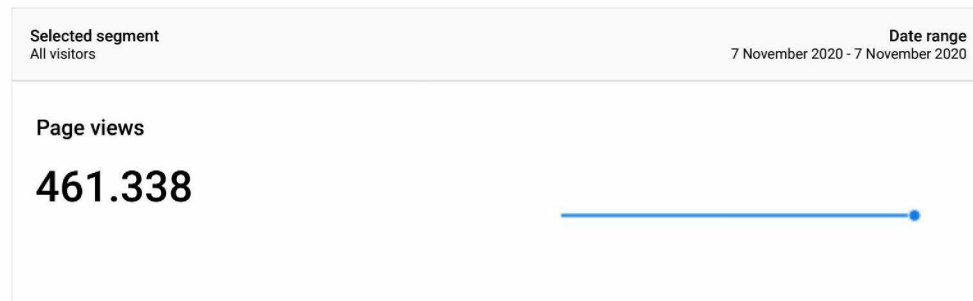 Selected segment
All visitors
Date range
7 November 2020 - 7 November 2020
Page views
461.338